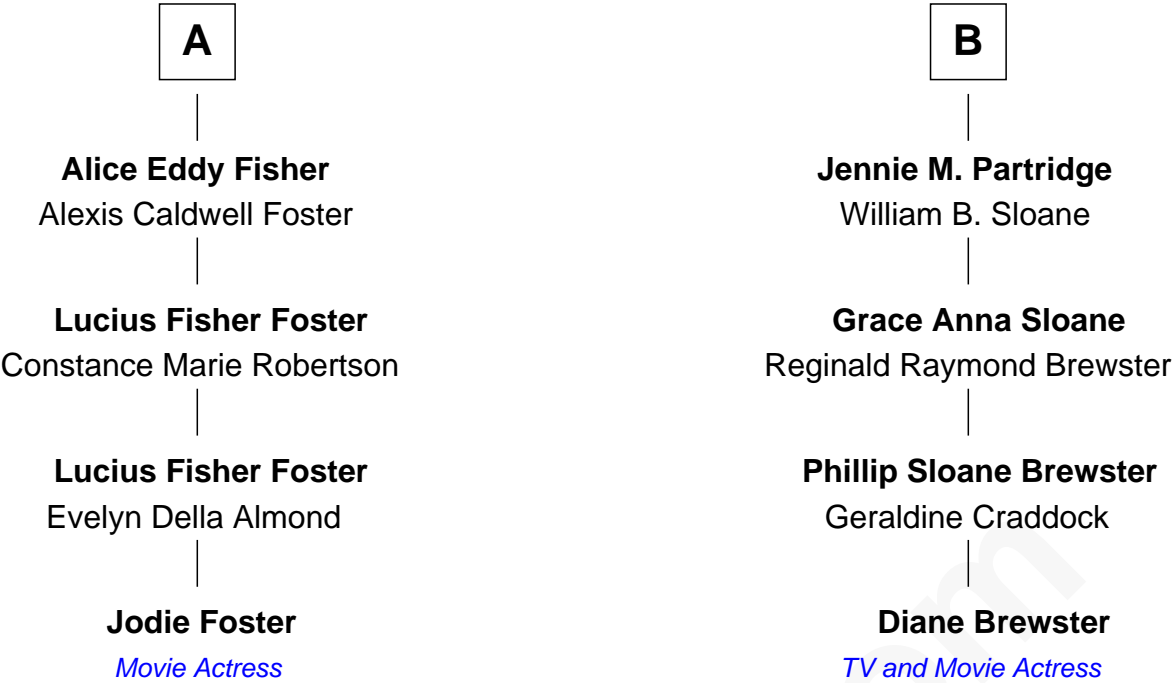 A
Alice Eddy Fisher
Alexis Caldwell Foster
Lucius Fisher Foster
Constance Marie Robertson
Lucius Fisher Foster
Evelyn Della Almond
Jodie Foster
Movie Actress
B
Jennie M. Partridge
William B. Sloane
Grace Anna Sloane
Reginald Raymond Brewster
Phillip Sloane Brewster
Geraldine Craddock
Diane Brewster
TV and Movie Actress